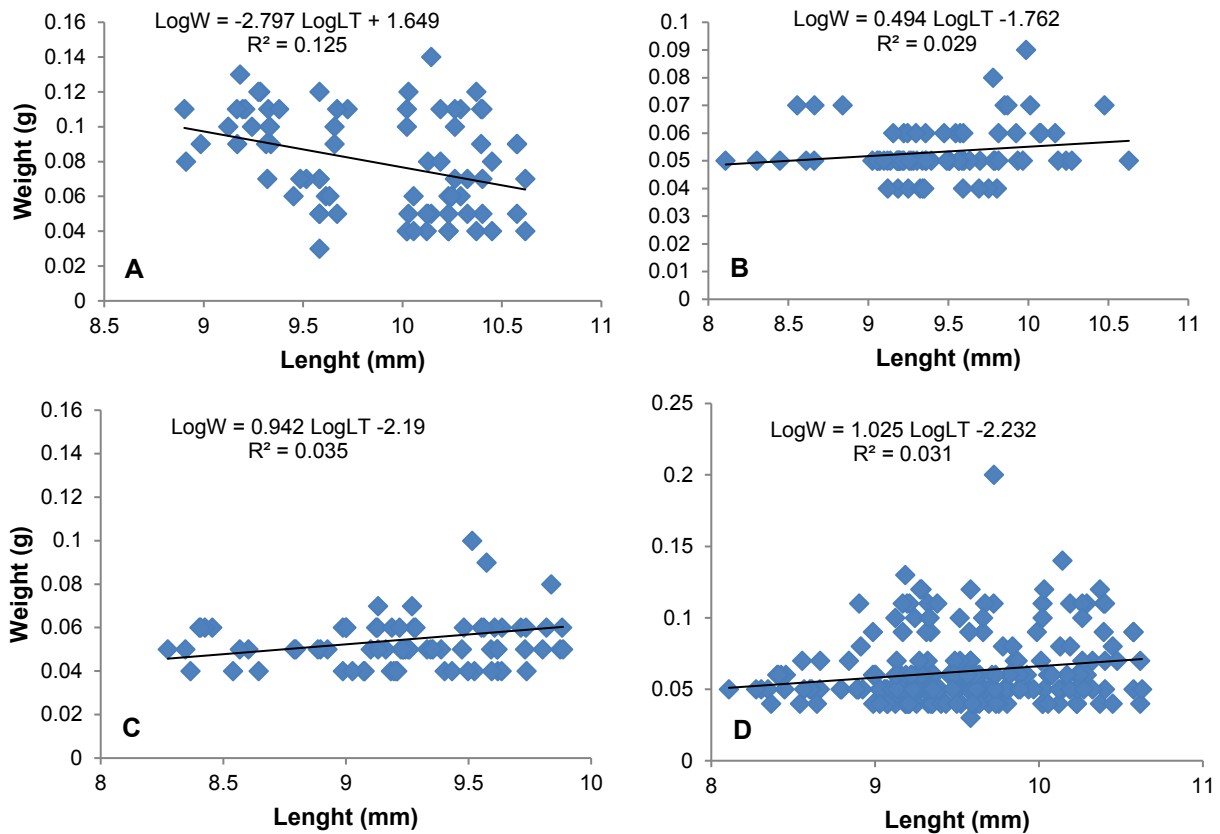 LogW = -2.797 LogLT + 1.649
R² = 0.125
0.16
0.14
0.12
0.1
0.08
0.06
0.04
0.02
0
Weight (g)
A
8.5 9 9.5 10 10.5 11
Lenght (mm)
LogW = 0.494 LogLT -1.762
R² = 0.029
0.1
0.09
0.08
0.07
0.06
0.05
0.04
0.03
0.02
0.01
0
B
8 8.5 9 9.5 10 10.5 11
Lenght (mm)
LogW = 0.942 LogLT -2.19
R² = 0.035
0.16
0.14
0.12
0.1
0.08
0.06
0.04
0.02
0
Weight (g)
C
8 8.5 9 9.5 10
Lenght (mm)
LogW = 1.025 LogLT -2.232
R² = 0.031
0.25
0.2
0.15
0.1
0.05
0
D
8 9 10 11
Lenght (mm)